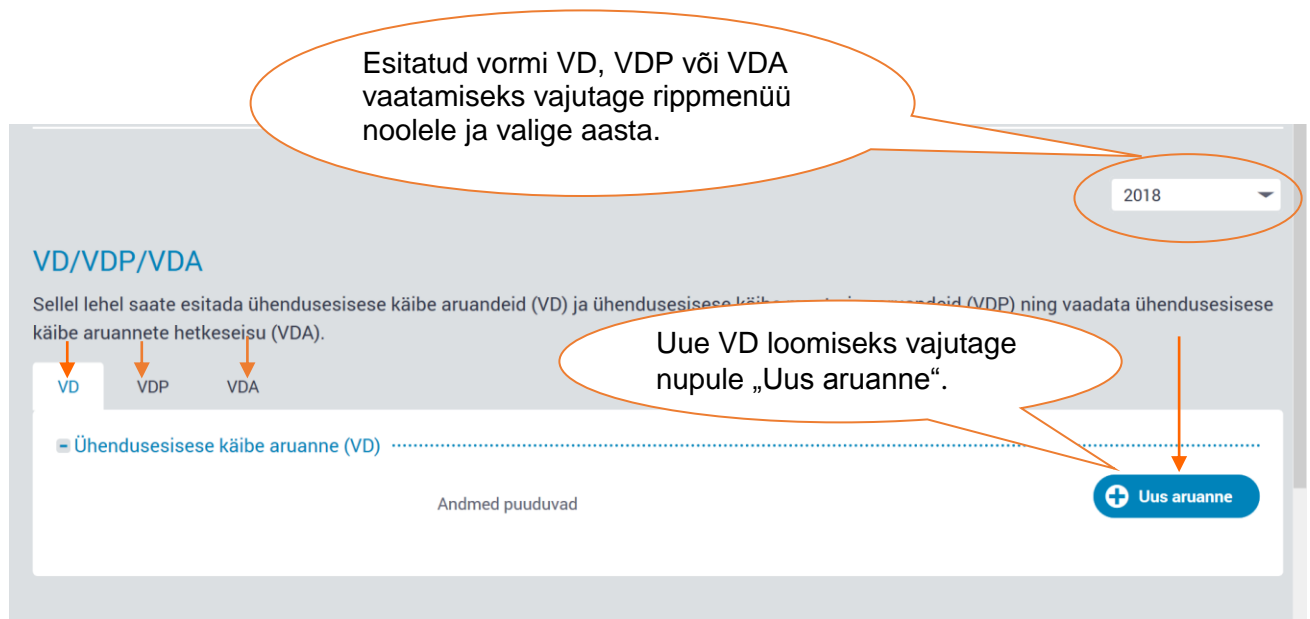 Esitatud vormi VD, VDP või VDA
vaatamiseks vajutage rippmenüü
noolele ja valige aasta.
2018
VD/VDP/VDA
Sellel lehel saate esitada ühendusesisese käibe aruandeid (VD) ja ühendusesisese (VDP) ning vaadata ühendusesisese
käibe aruannete hetkeseisu (VDA).
Uue VD loomiseks vajutage
nupule „Uus aruanne“.
VD VDP VDA
Ühendusesisese käibe aruanne (VD)
Andmed puuduvad
Uus aruanne